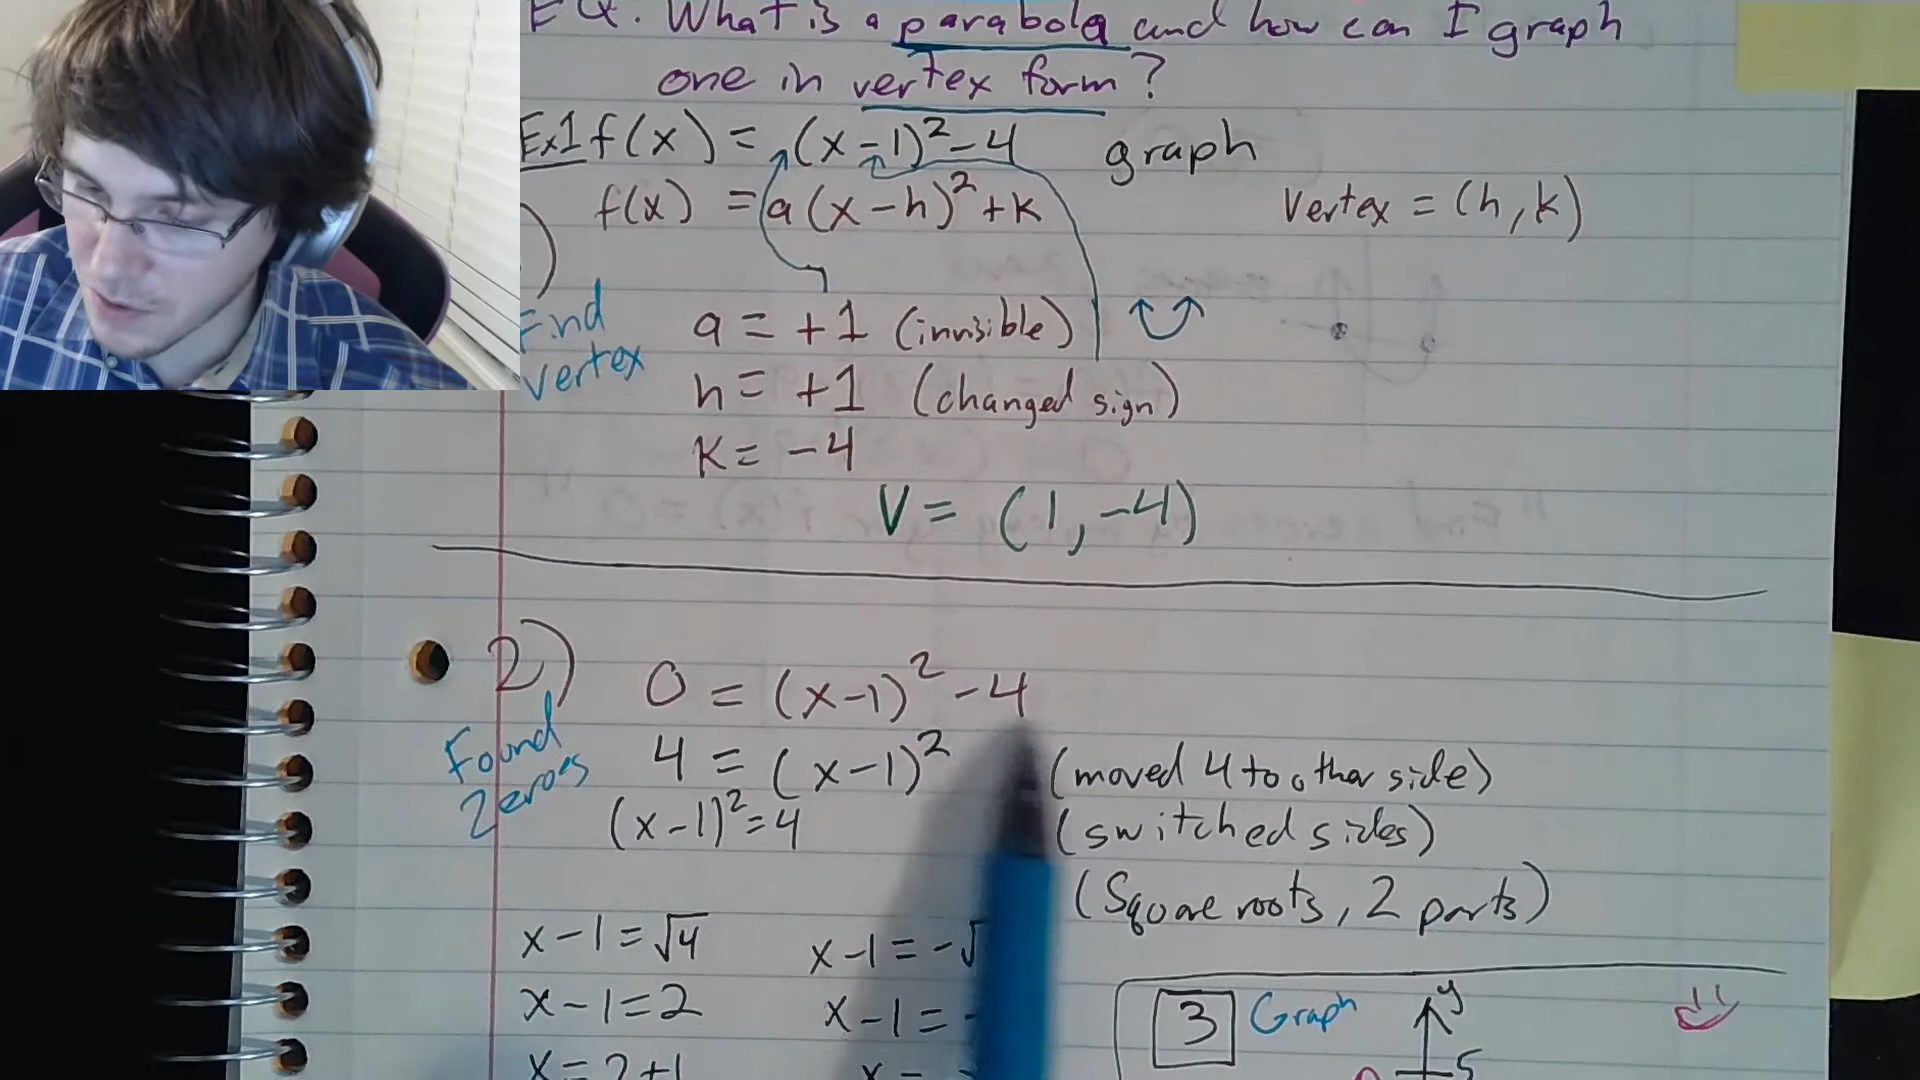 EQ. What is a parabola and how can I graph
one in vertex form?
Ex1 f(x) = (x-1)²-4 graph
f(x) = a(x-h)²+k Vertex = (h,k)
)
Find
vertex
a = +1 (invisible)
h = +1 (changed sign)
k = -4
V = (1,-4)
2) 0 = (x-1)²-4
Found
Zeroes
4 = (x-1)² (moved 4 to other side)
(x-1)²=4 (switched sides)
(Square roots, 2 parts)
x-1=√4 x-1=-√
x-1=2 x-1=-
x=2+1 x=
3 Graph y
5